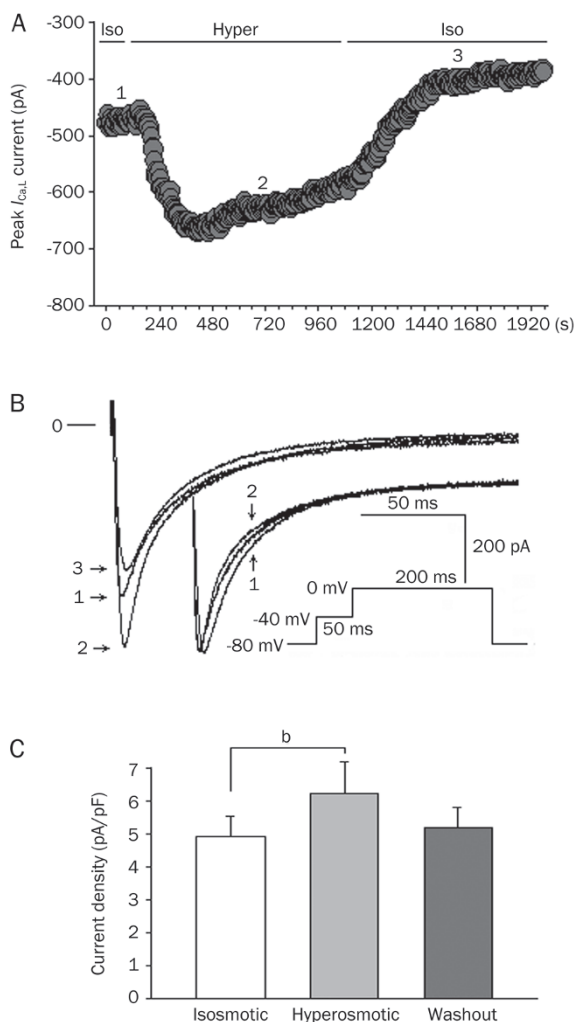 A
Iso Hyper Iso
Peak I_Ca,L current (pA)
-300
-400
-500
-600
-700
-800
1
2
3
0 240 480 720 960 1200 1440 1680 1920 (s)
B
0
3
1
2
2
1
50 ms
200 pA
200 ms
0 mV
-40 mV
50 ms
-80 mV
C
b
Current density (pA/pF)
7
6
5
4
3
2
1
0
Isosmotic Hyperosmotic Washout